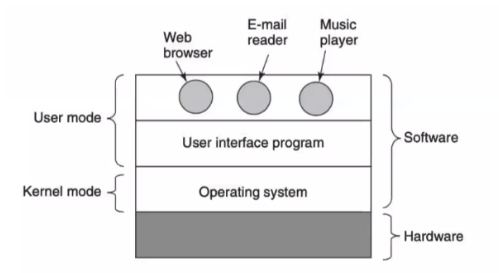 Web
browser
E-mail
reader
Music
player
User mode
User interface program
Software
Kernel mode
Operating system
Hardware